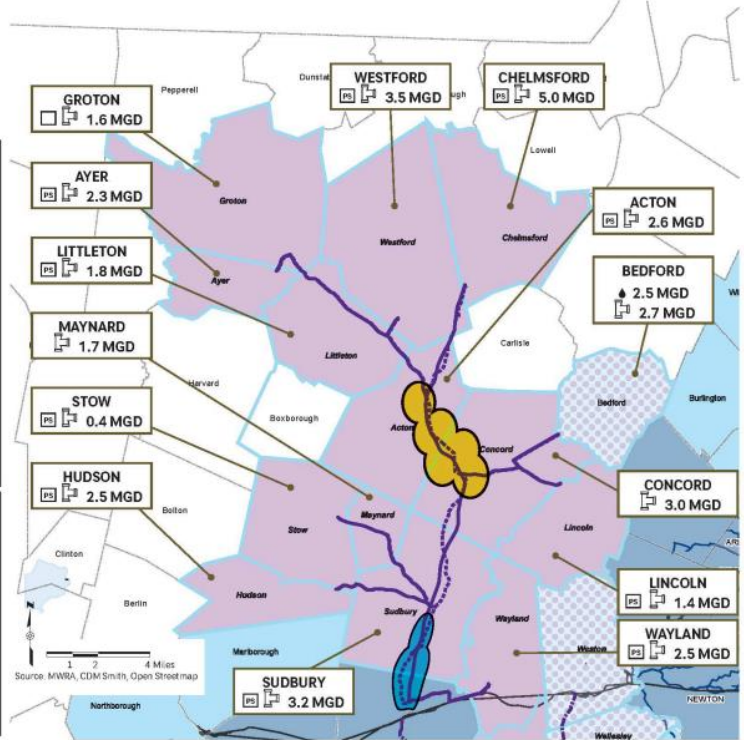 Pepperell
Dunstab
ough
Lowell
GROTON
1.6 MGD
WESTFORD
PS 3.5 MGD
CHELMSFORD
PS 5.0 MGD
AYER
PS 2.3 MGD
ACTON
PS 2.6 MGD
LITTLETON
PS 1.8 MGD
BEDFORD
2.5 MGD
2.7 MGD
MAYNARD
1.7 MGD
STOW
PS 0.4 MGD
HUDSON
PS 2.5 MGD
CONCORD
3.0 MGD
LINCOLN
PS 1.4 MGD
WAYLAND
PS 2.5 MGD
SUDBURY
PS 3.2 MGD
Groton
Westford
Chelmsford
Ayer
Littleton
Carlisle
Harvard
Boxborough
Acton
Concord
Bedford
Burlington
Bolton
Stow
Maynard
Lincoln
Clinton
Berlin
Hudson
Sudbury
Wayland
Weston
Marlborough
Northborough
NEWTON
Wellesley
N
1 2 4 Miles
Source: MWRA, CDM Smith, Open Streetmap